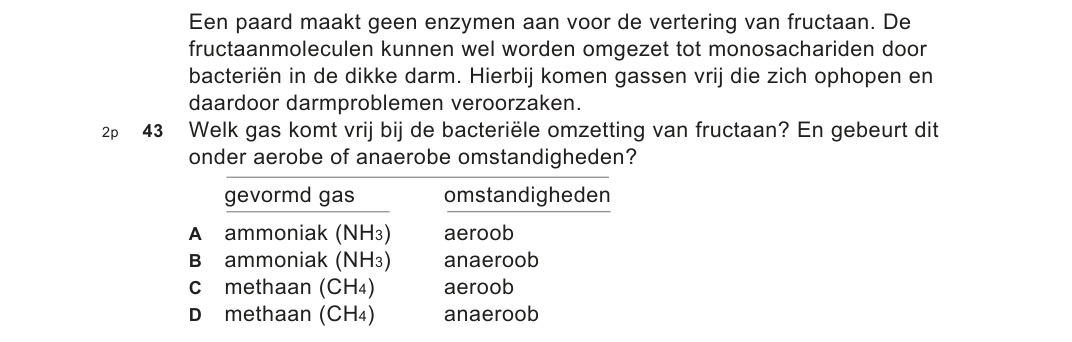 Een paard maakt geen enzymen aan voor de vertering van fructaan. De
fructaanmoleculen kunnen wel worden omgezet tot monosachariden door
bacteriën in de dikke darm. Hierbij komen gassen vrij die zich ophopen en
daardoor darmproblemen veroorzaken.
2p 43 Welk gas komt vrij bij de bacteriële omzetting van fructaan? En gebeurt dit
onder aerobe of anaerobe omstandigheden?
gevormd gas omstandigheden
A ammoniak (NH3) aeroob
B ammoniak (NH3) anaeroob
C methaan (CH4) aeroob
D methaan (CH4) anaeroob